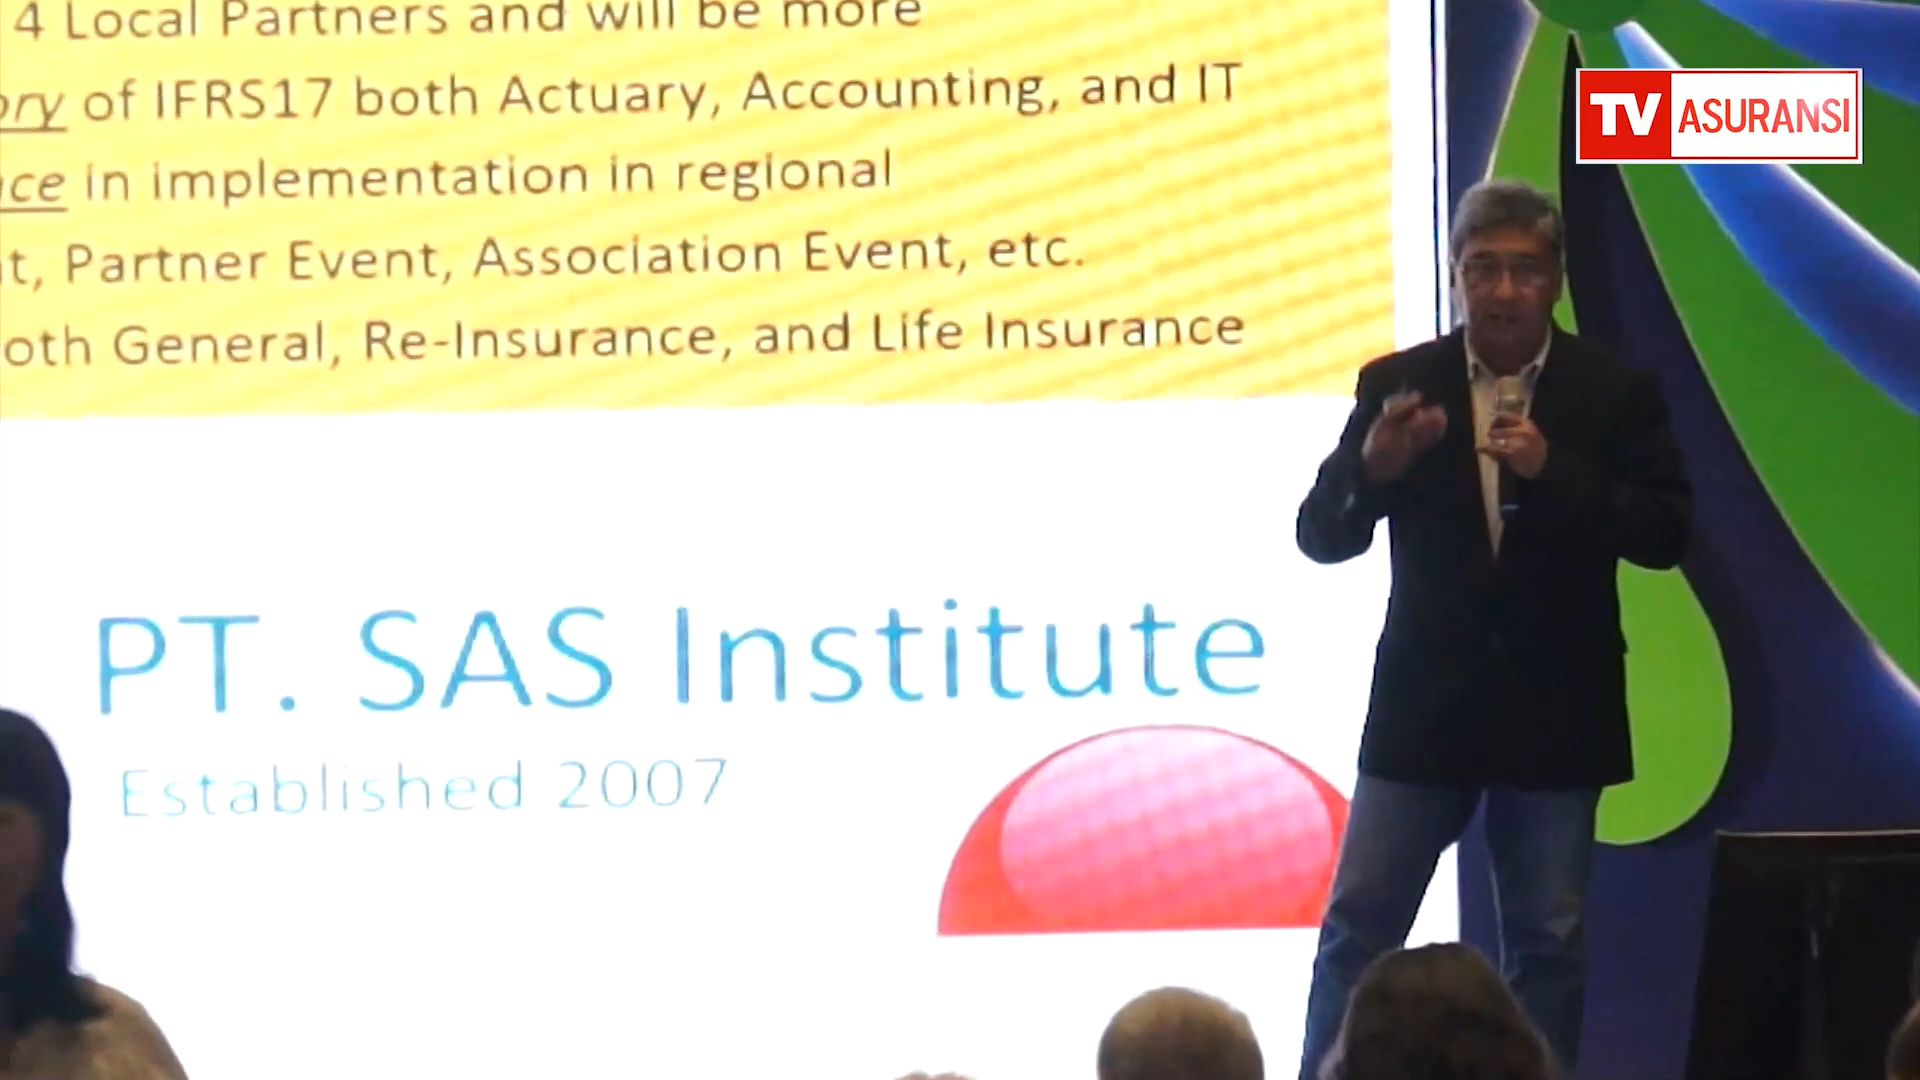 4 Local Partners and will be more
of IFRS17 both Actuary, Accounting, and IT
in implementation in regional
Partner Event, Association Event, etc.
General, Re-Insurance, and Life Insurance
PT. SAS Institute
Established 2007
TV ASURANSI